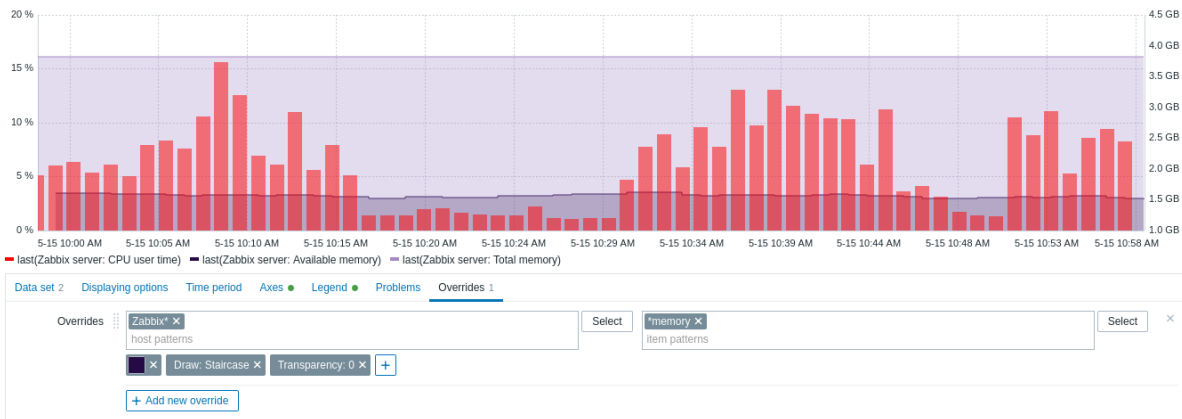 20 %
15 %
10 %
5 %
0 %
4.5 GB
4.0 GB
3.5 GB
3.0 GB
2.5 GB
2.0 GB
1.5 GB
1.0 GB
5-15 10:00 AM 5-15 10:05 AM 5-15 10:10 AM 5-15 10:15 AM 5-15 10:20 AM 5-15 10:24 AM 5-15 10:29 AM 5-15 10:34 AM 5-15 10:39 AM 5-15 10:44 AM 5-15 10:48 AM 5-15 10:53 AM 5-15 10:58 AM
last(Zabbix server: CPU user time) last(Zabbix server: Available memory) last(Zabbix server: Total memory)
Data set 2 Displaying options Time period Axes Legend Problems Overrides 1
Overrides Zabbix* Select *memory Select
host patterns item patterns
Draw: Staircase Transparency: 0
Add new override